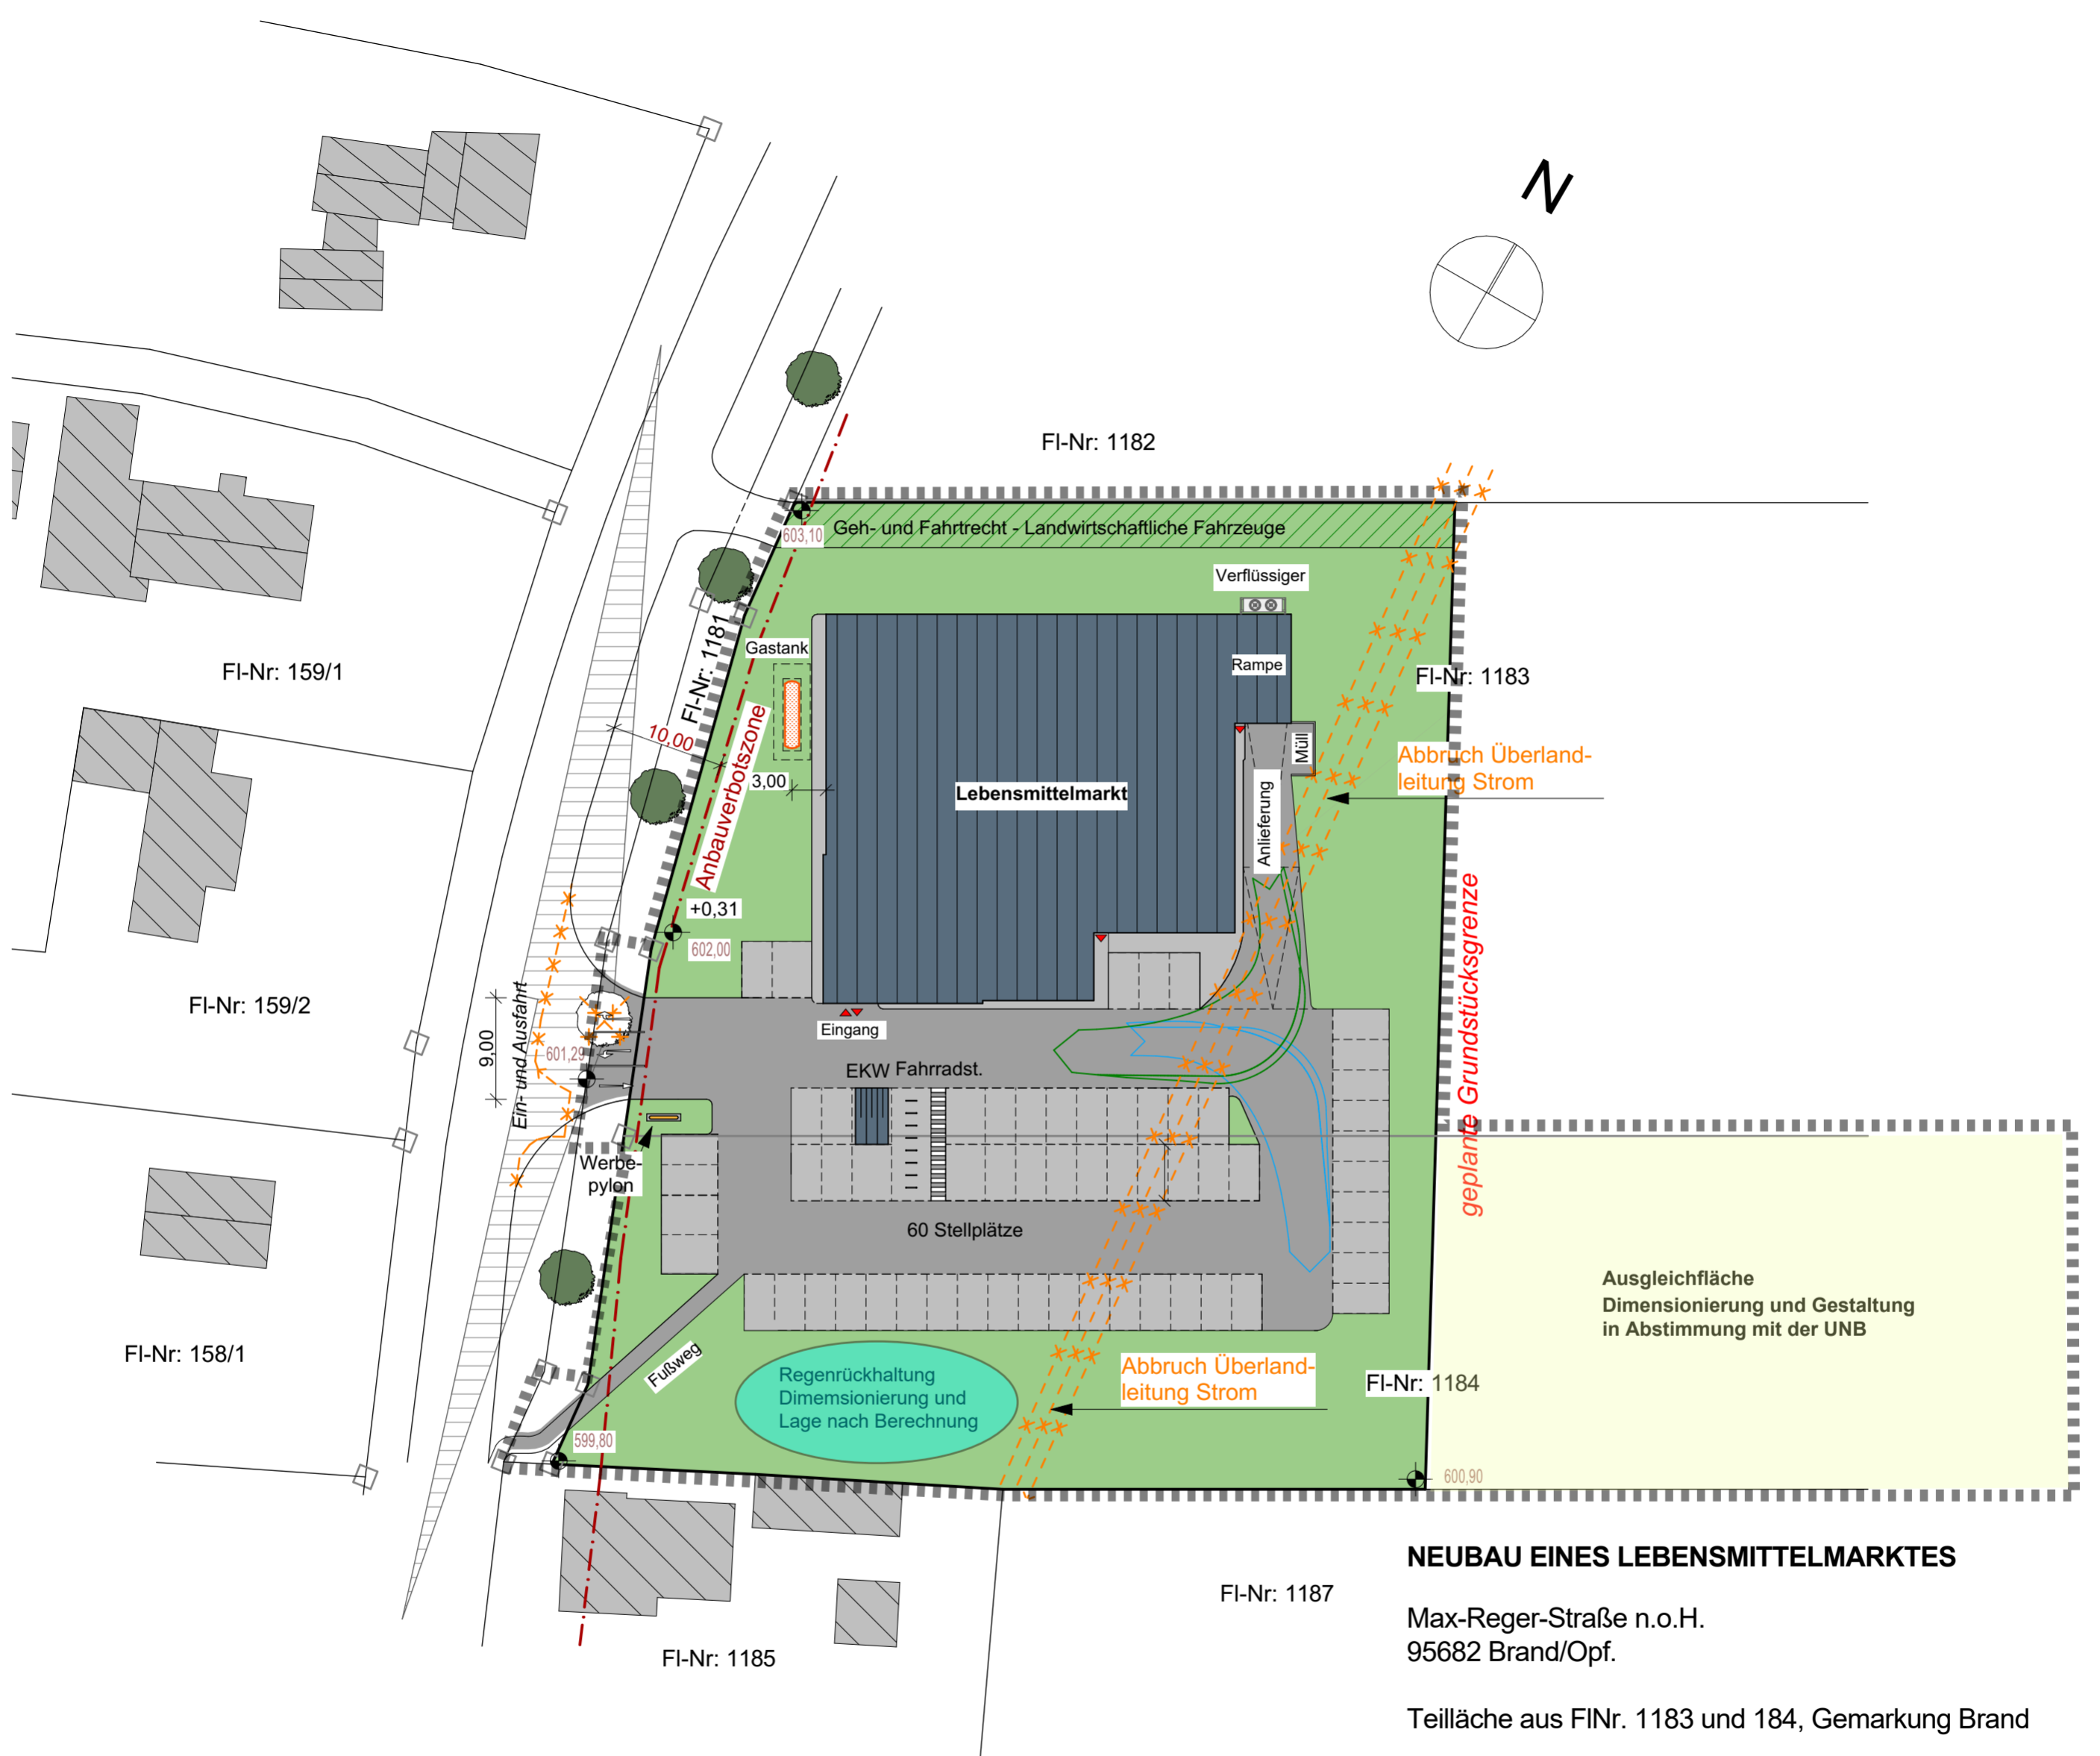 N
Fl-Nr: 1182
603,10
Geh- und Fahrtrecht - Landwirtschaftliche Fahrzeuge
Verflüssiger
Fl-Nr: 1181
Gastank
Rampe
Fl-Nr: 159/1
Fl-Nr: 1183
10,00
Anbauverbotszone
3,00
Müll
Abbruch Überland-
leitung Strom
Lebensmittelmarkt
Anlieferung
+0,31
602,00
geplante Grundstücksgrenze
Fl-Nr: 159/2
9,00
Ein- und Ausfahrt
601,29
Eingang
EKW
Fahrradst.
Werbe-
pylon
60 Stellplätze
Ausgleichfläche
Dimensionierung und Gestaltung
in Abstimmung mit der UNB
Fl-Nr: 158/1
Fußweg
Regenrückhaltung
Dimemsionierung und
Lage nach Berechnung
Abbruch Überland-
leitung Strom
Fl-Nr: 1184
599,80
600,90
NEUBAU EINES LEBENSMITTELMARKTES
Fl-Nr: 1187
Max-Reger-Straße n.o.H.
95682 Brand/Opf.
Fl-Nr: 1185
Teilläche aus FlNr. 1183 und 184, Gemarkung Brand